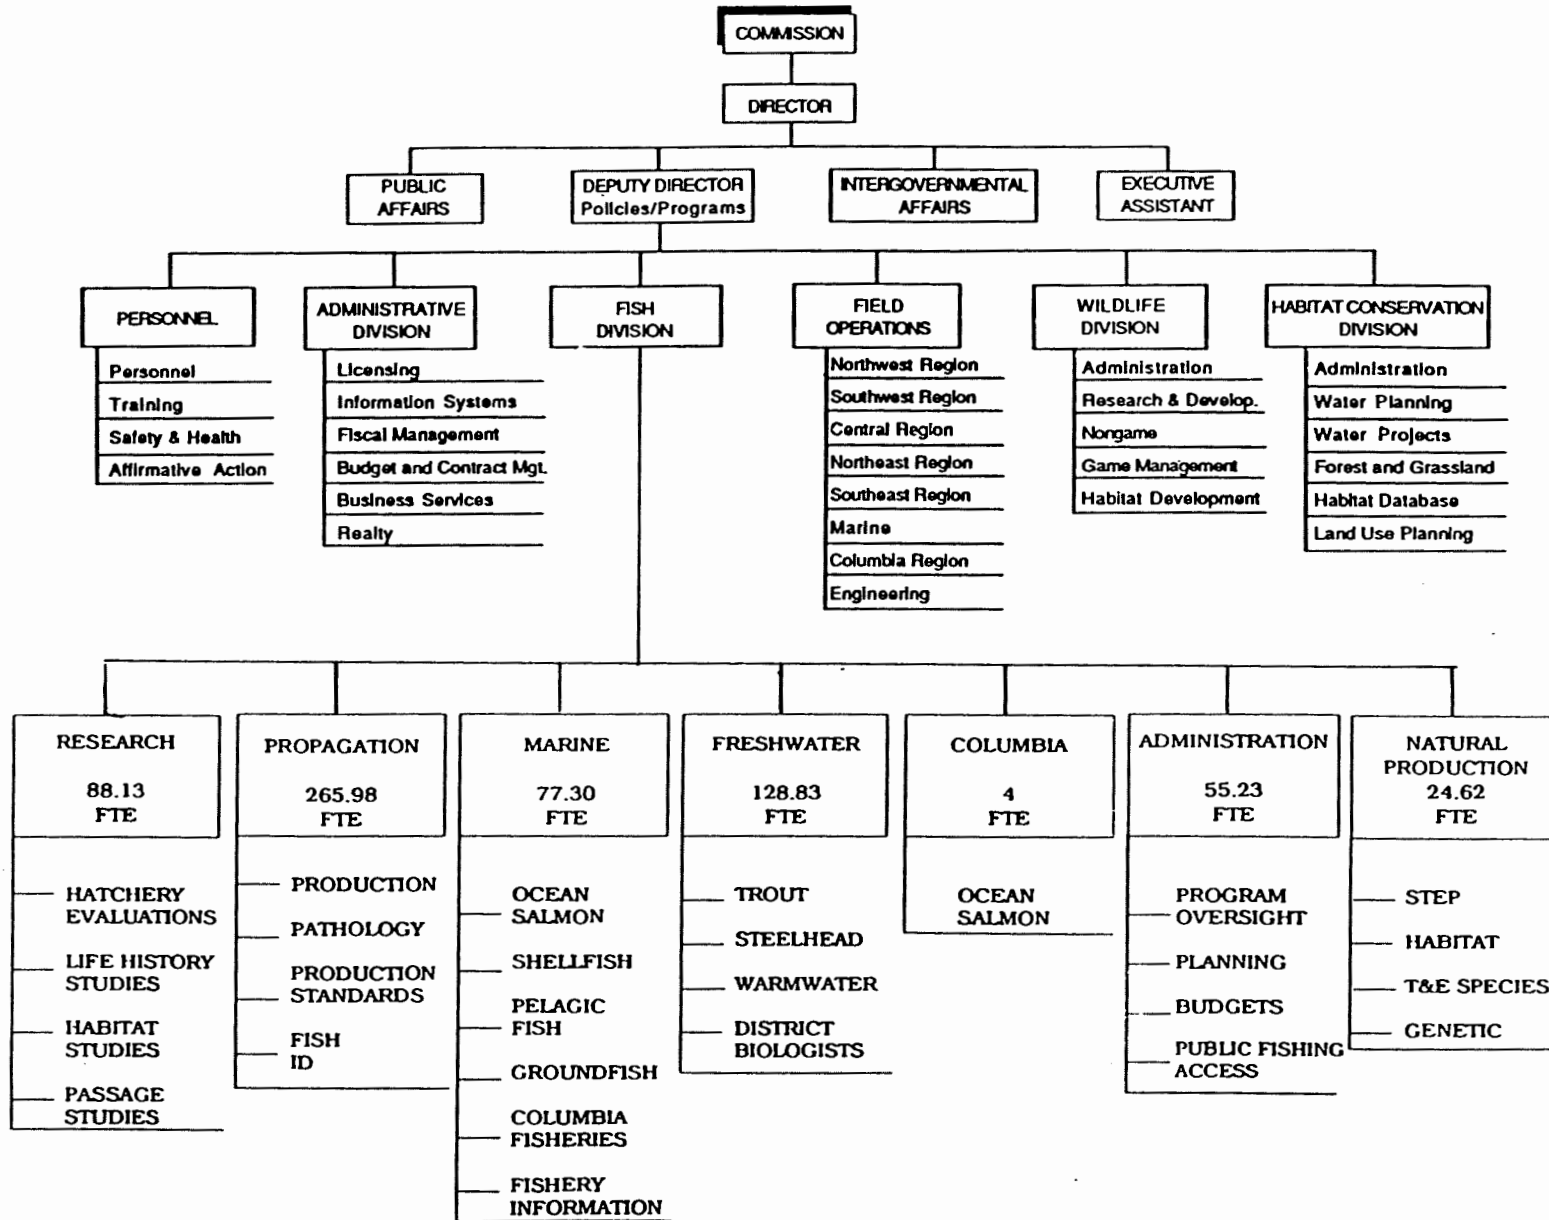 COMMISSION
DIRECTOR
PUBLIC
AFFAIRS
DEPUTY DIRECTOR
Policies/Programs
INTERGOVERNMENTAL
AFFAIRS
EXECUTIVE
ASSISTANT
PERSONNEL
Personnel
Training
Safety & Health
Affirmative Action
ADMINISTRATIVE
DIVISION
Licensing
Information Systems
Fiscal Management
Budget and Contract Mgt.
Business Services
Realty
FISH
DIVISION
FIELD
OPERATIONS
Northwest Region
Southwest Region
Central Region
Northeast Region
Southeast Region
Marine
Columbia Region
Engineering
WILDLIFE
DIVISION
Administration
Research & Develop.
Nongame
Game Management
Habitat Development
HABITAT CONSERVATION
DIVISION
Administration
Water Planning
Water Projects
Forest and Grassland
Habitat Database
Land Use Planning
RESEARCH
88.13
FTE
HATCHERY
EVALUATIONS
LIFE HISTORY
STUDIES
HABITAT
STUDIES
PASSAGE
STUDIES
PROPAGATION
265.98
FTE
PRODUCTION
PATHOLOGY
PRODUCTION
STANDARDS
FISH
ID
MARINE
77.30
FTE
OCEAN
SALMON
SHELLFISH
PELAGIC
FISH
GROUNDFISH
COLUMBIA
FISHERIES
FISHERY
INFORMATION
FRESHWATER
128.83
FTE
TROUT
STEELHEAD
WARMWATER
DISTRICT
BIOLOGISTS
COLUMBIA
4
FTE
OCEAN
SALMON
ADMINISTRATION
55.23
FTE
PROGRAM
OVERSIGHT
PLANNING
BUDGETS
PUBLIC FISHING
ACCESS
NATURAL
PRODUCTION
24.62
FTE
STEP
HABITAT
T&E SPECIES
GENETIC